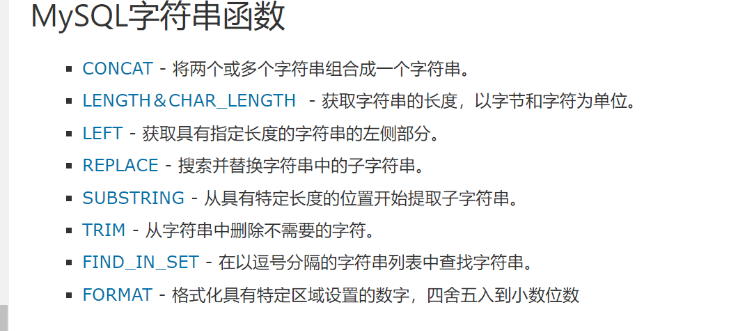 MySQL字符串函数
CONCAT - 将两个或多个字符串组合成一个字符串。
LENGTH＆CHAR_LENGTH - 获取字符串的长度，以字节和字符为单位。
LEFT - 获取具有指定长度的字符串的左侧部分。
REPLACE - 搜索并替换字符串中的子字符串。
SUBSTRING - 从具有特定长度的位置开始提取子字符串。
TRIM - 从字符串中删除不需要的字符。
FIND_IN_SET - 在以逗号分隔的字符串列表中查找字符串。
FORMAT - 格式化具有特定区域设置的数字，四舍五入到小数位数